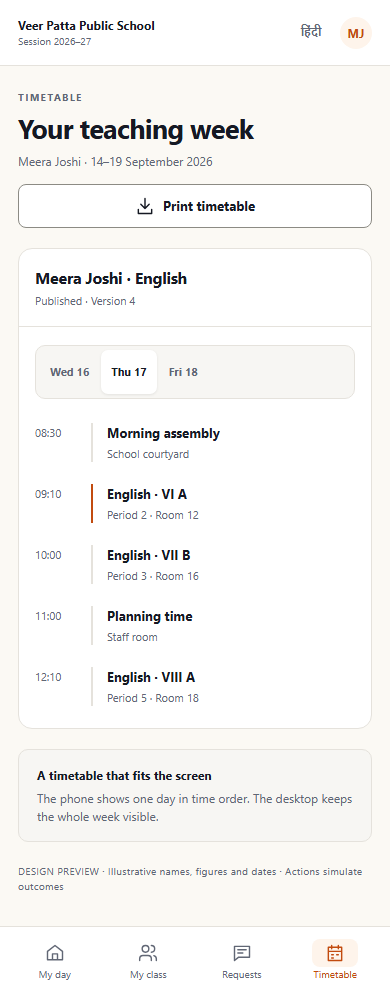 Veer Patta Public School
Session 2026–27
हिंदी
MJ
TIMETABLE
Your teaching week
Meera Joshi · 14–19 September 2026
Print timetable
Meera Joshi · English
Published · Version 4
Wed 16
Thu 17
Fri 18
08:30
Morning assembly
School courtyard
09:10
English · VI A
Period 2 · Room 12
10:00
English · VII B
Period 3 · Room 16
11:00
Planning time
Staff room
12:10
English · VIII A
Period 5 · Room 18
A timetable that fits the screen
The phone shows one day in time order. The desktop keeps
the whole week visible.
DESIGN PREVIEW · Illustrative names, figures and dates · Actions simulate
outcomes
My day
My class
Requests
Timetable